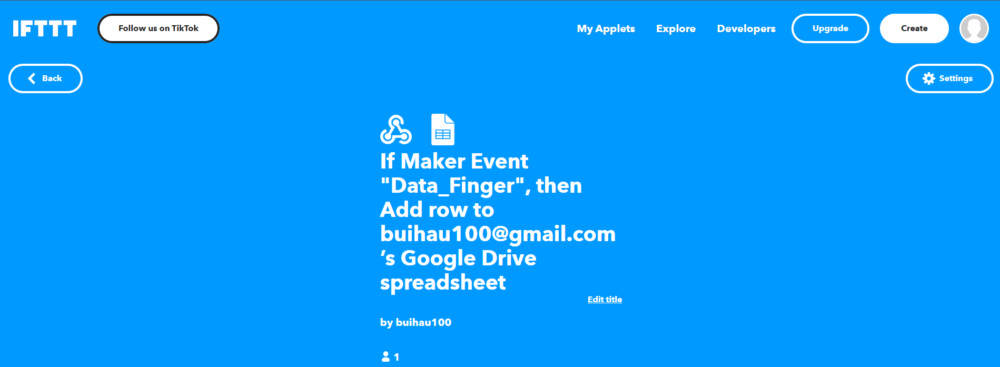 IFTTT
Follow us on TikTok
My Applets
Explore
Developers
Upgrade
Create
Back
Settings
If Maker Event
"Data_Finger", then
Add row to
buihau100@gmail.com
’s Google Drive
spreadsheet
Edit title
by buihau100
1